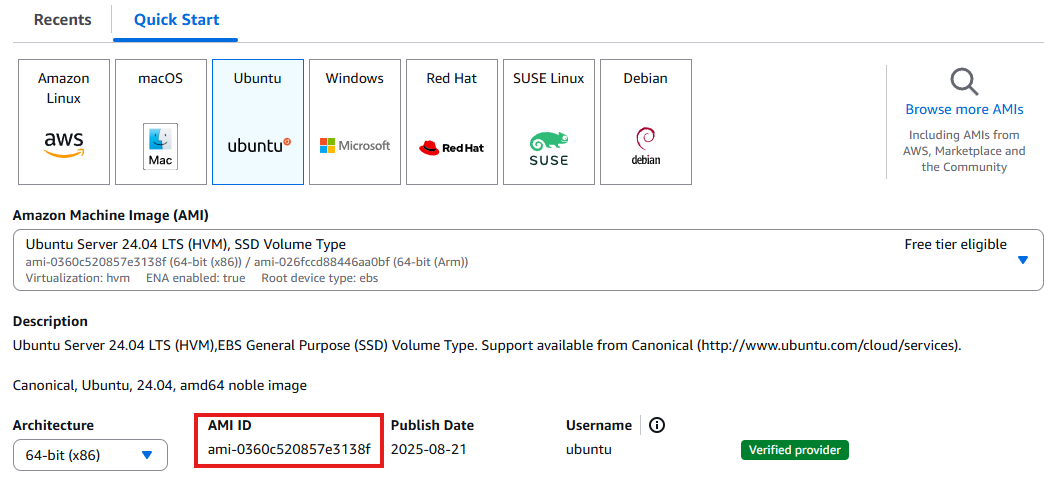 Recents
Quick Start
Amazon
Linux
aws
macOS
Mac
Ubuntu
ubuntu
Windows
Microsoft
Red Hat
Red Hat
SUSE Linux
SUSE
Debian
debian
Browse more AMIs
Including AMIs from
AWS, Marketplace and
the Community
Amazon Machine Image (AMI)
Ubuntu Server 24.04 LTS (HVM), SSD Volume Type
Free tier eligible
ami-0360c520857e3138f (64-bit (x86)) / ami-026fccd88446aa0bf (64-bit (Arm))
Virtualization: hvm ENA enabled: true Root device type: ebs
Description
Ubuntu Server 24.04 LTS (HVM),EBS General Purpose (SSD) Volume Type. Support available from Canonical (http://www.ubuntu.com/cloud/services).
Canonical, Ubuntu, 24.04, amd64 noble image
Architecture
64-bit (x86)
AMI ID
ami-0360c520857e3138f
Publish Date
2025-08-21
Username
ubuntu
Verified provider